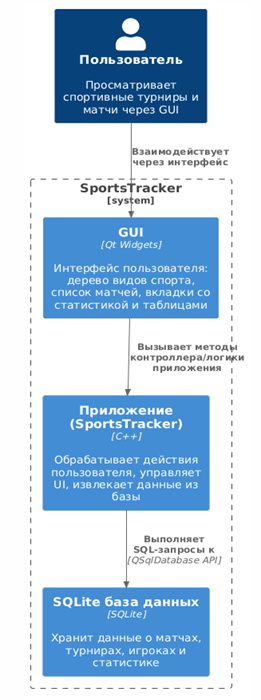 Пользователь
Просматривает
спортивные турниры и
матчи через GUI
Взаимодействует
через интерфейс
SportsTracker
[system]
GUI
[Qt Widgets]
Интерфейс пользователя:
дерево видов спорта,
список матчей, вкладки со
статистикой и таблицами
Вызывает методы
контроллера/логики
приложения
Приложение
(SportsTracker)
[C++]
Обрабатывает действия
пользователя, управляет
UI, извлекает данные из
базы
Выполняет
SQL-запросы к
[QSqlDatabase API]
SQLite база данных
[SQLite]
Хранит данные о матчах,
турнирах, игроках и
статистике